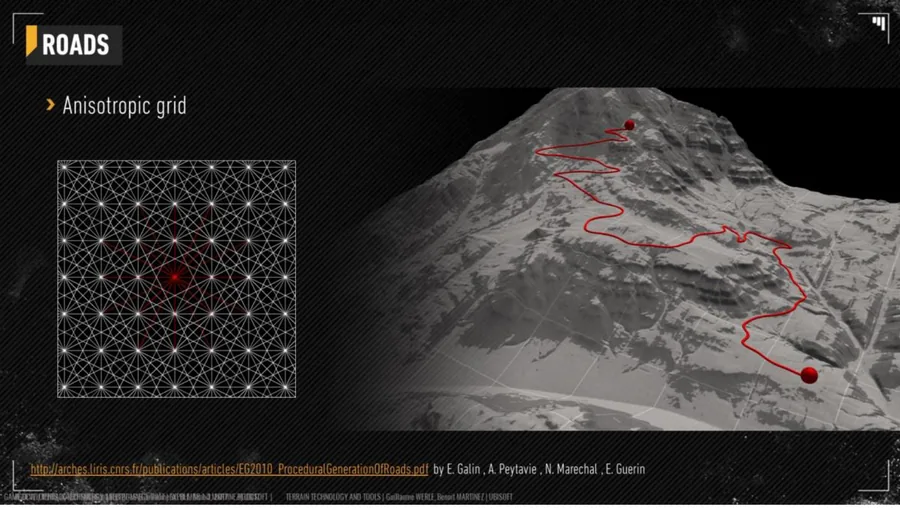 ROADS
Anisotropic grid
http://arches.liris.cnrs.fr/publications/articles/EG2010_ProceduralGenerationOfRoads.pdf by E. Galin , A. Peytavie , N. Marechal , E. Guerin
TERRAIN TECHNOLOGY AND TOOLS | Guillaume WERLE, Benoit MARTINEZ | UBISOFT